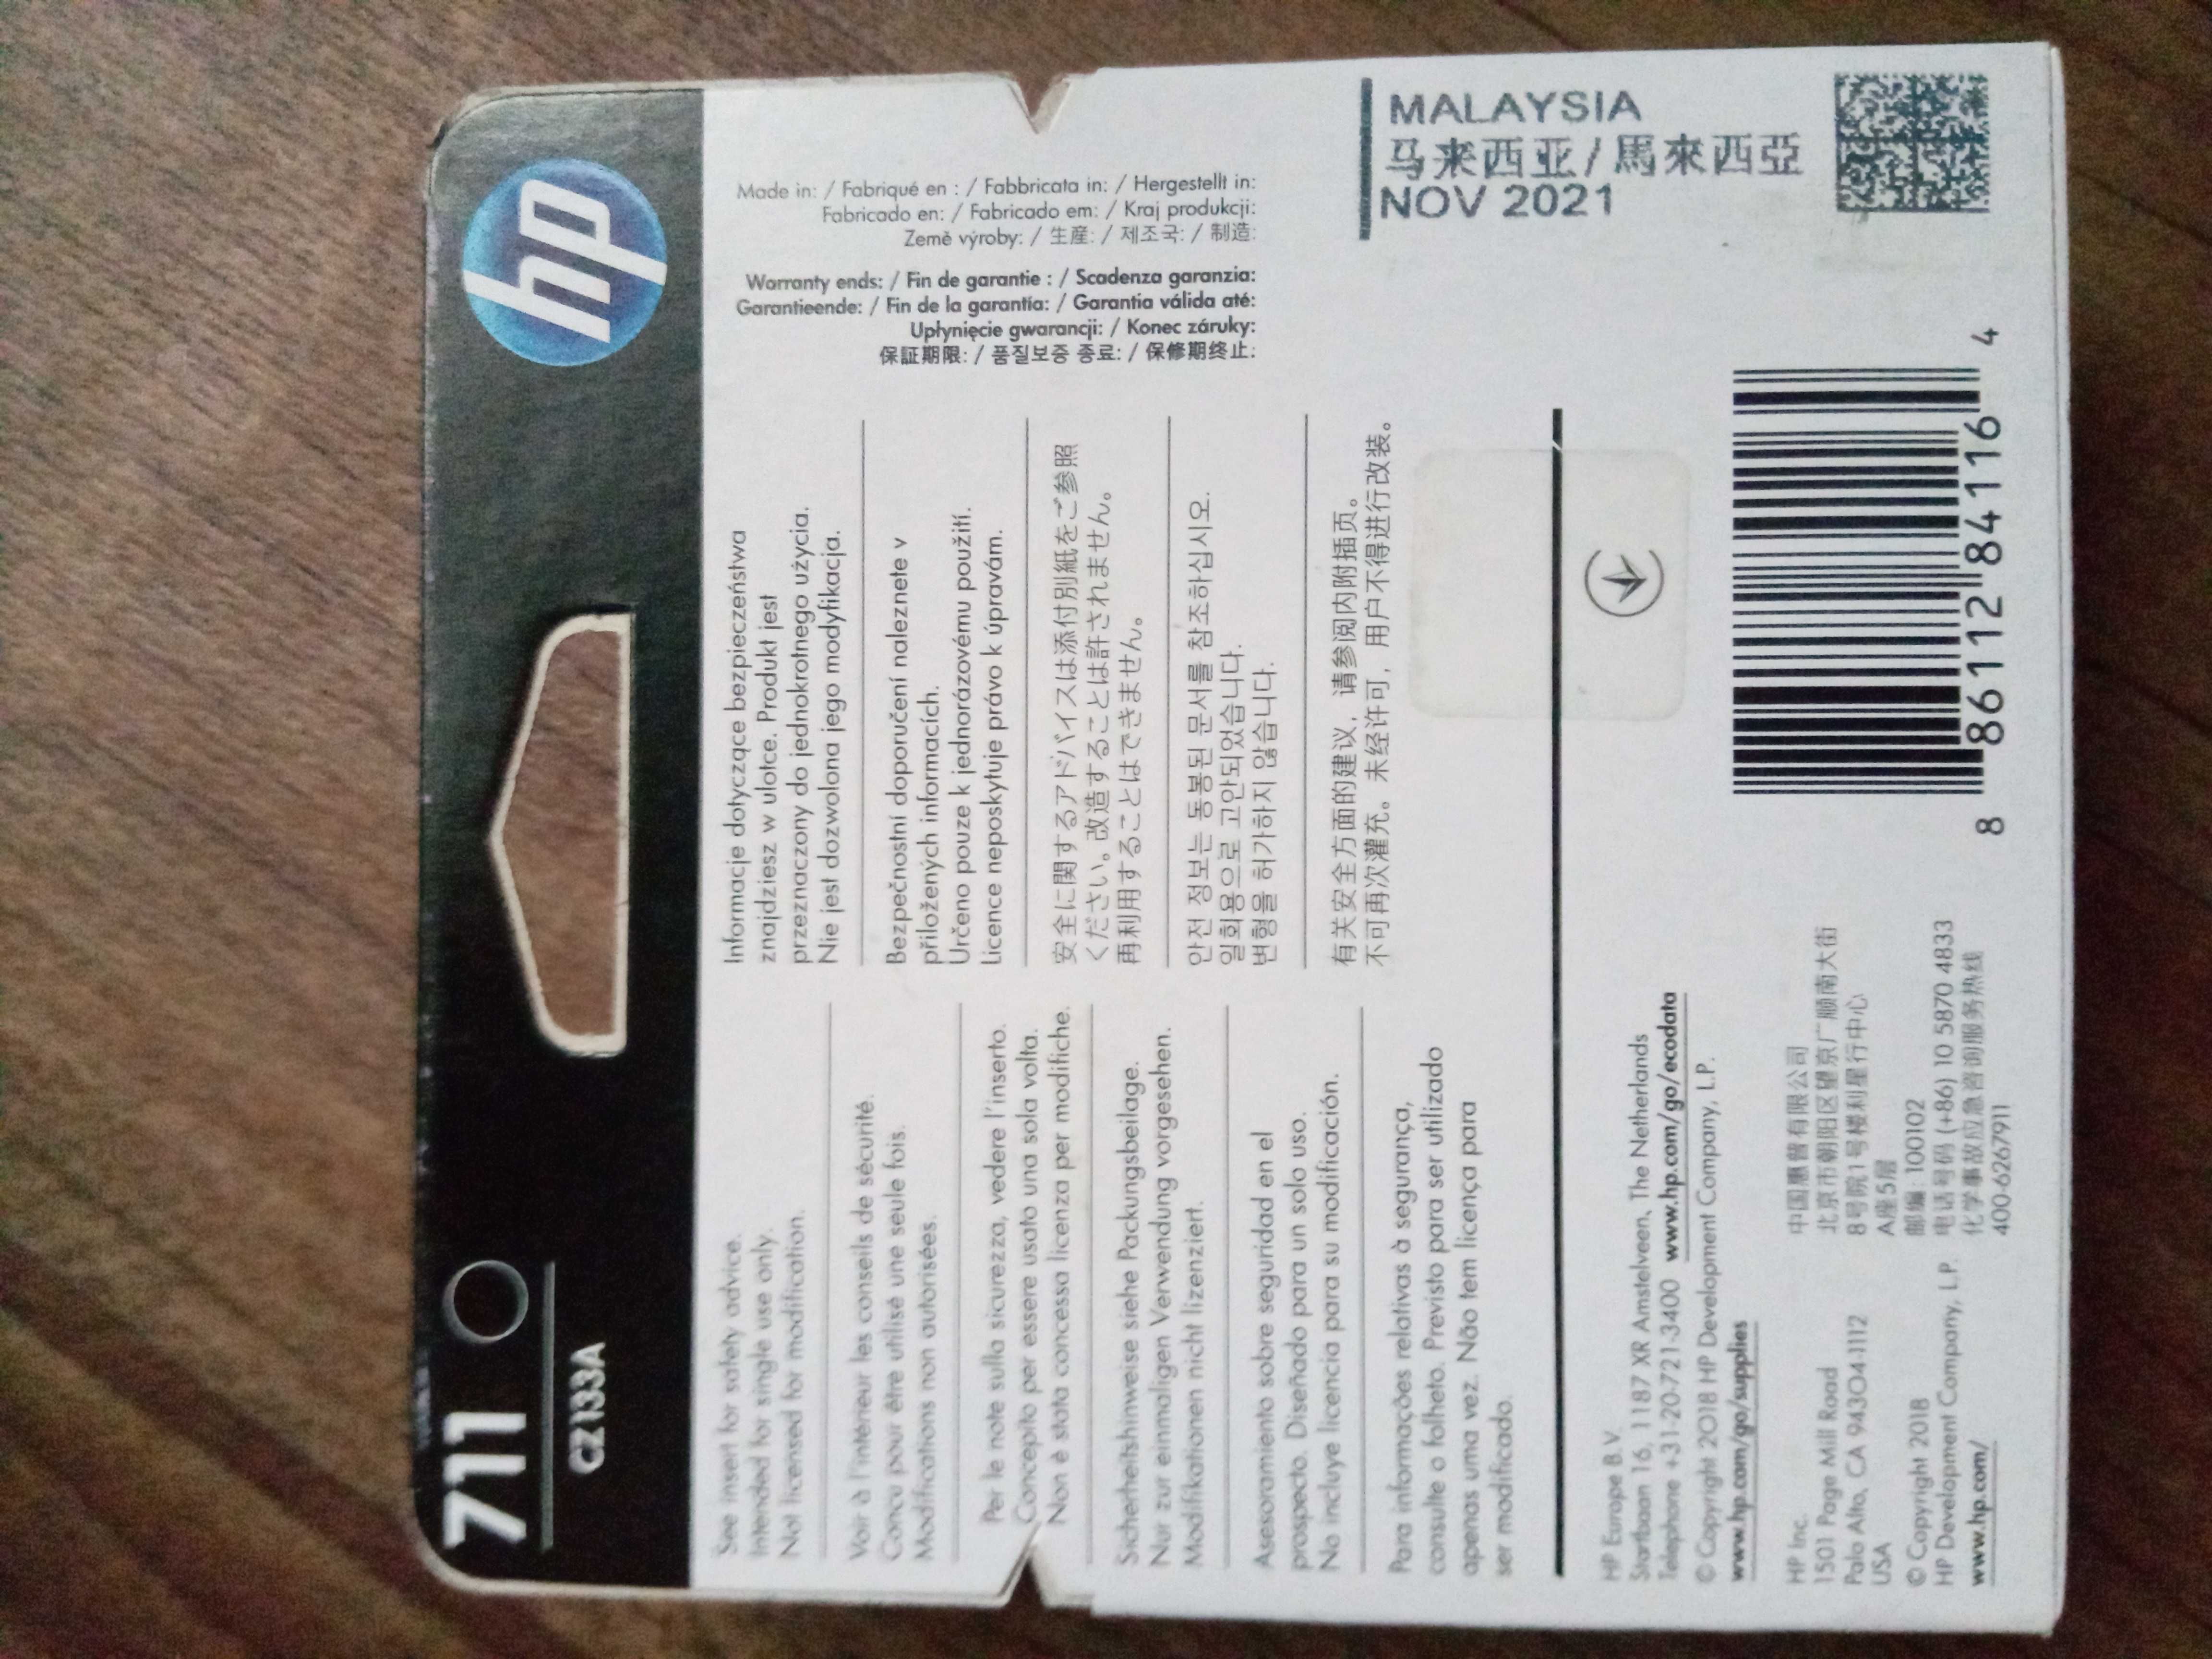 711
CZ133A
hp
See insert for safety advice.
Intended for single use only.
Not licensed for modification.
Voir à l'intérieur les conseils de sécurité.
Concu pour être utilisé une seule fois.
Modifications non autorisées.
Per le note sulla sicurezza, vedere l'inserto.
Concepito per essere usato una sola volta.
Non è stata concessa licenza per modifiche.
Sicherheitshinweise siehe Packungsbeilage.
Nur zur einmaligen Verwendung vorgesehen.
Modifikationen nicht lizenziert.
Asesoramiento sobre seguridad en el
prospecto. Diseñado para un solo uso.
No incluye licencia para su modificación.
Para informações relativas à segurança,
consulte o folheto. Previsto para ser utilizado
apenas uma vez. Não tem licença para
ser modificado.
Informacje dotyczące bezpieczeństwa
znajdziesz w ulotce. Produkt jest
przeznaczony do jednokrotnego użycia.
Nie jest dozwolona jego modyfikacja.
Bezpečnostní doporučení naleznete v
přiložených informacích.
Určeno pouze k jednorázovému použití.
Licence neposkytuje právo k úpravám.
安全に関するアドバイスは添付別紙をご参照
ください。改造することは許されません。
再利用することはできません。
안전 정보는 동봉된 문서를 참조하십시오.
일회용으로 고안되었습니다.
변형을 허가하지 않습니다.
有关安全方面的建议，请参阅内附插页。
不可再次灌充。未经许可，用户不得进行改装。
Made in: / Fabriqué en : / Fabbricata in: / Hergestellt in:
Fabricado en: / Fabricado em: / Kraj produkcji:
Země výroby: / 生産: / 제조국: / 制造:
Warranty ends: / Fin de garantie : / Scadenza garanzia:
Garantieende: / Fin de la garantía: / Garantia válida até:
Upłynięcie gwarancji: / Konec záruky:
保証期限: / 품질보증 종료: / 保修期终止:
MALAYSIA
马来西亚/馬來西亞
NOV 2021
HP Europe B.V.
Startbaan 16, 1187 XR Amstelveen, The Netherlands
Telephone +31-20-721-3400 www.hp.com/go/ecodata
© Copyright 2018 HP Development Company, L.P.
www.hp.com/go/supplies
HP Inc.
1501 Page Mill Road
Palo Alto, CA 94304-1112
USA
© Copyright 2018
HP Development Company, L.P.
www.hp.com/
中国惠普有限公司
北京市朝阳区望京广顺南大街
8号院1号楼利星行中心
A座5层
邮编: 100102
电话号码 (+86) 10 5870 4833
化学事故应急咨询服务热线
400-6267911
8 86112 84116 4